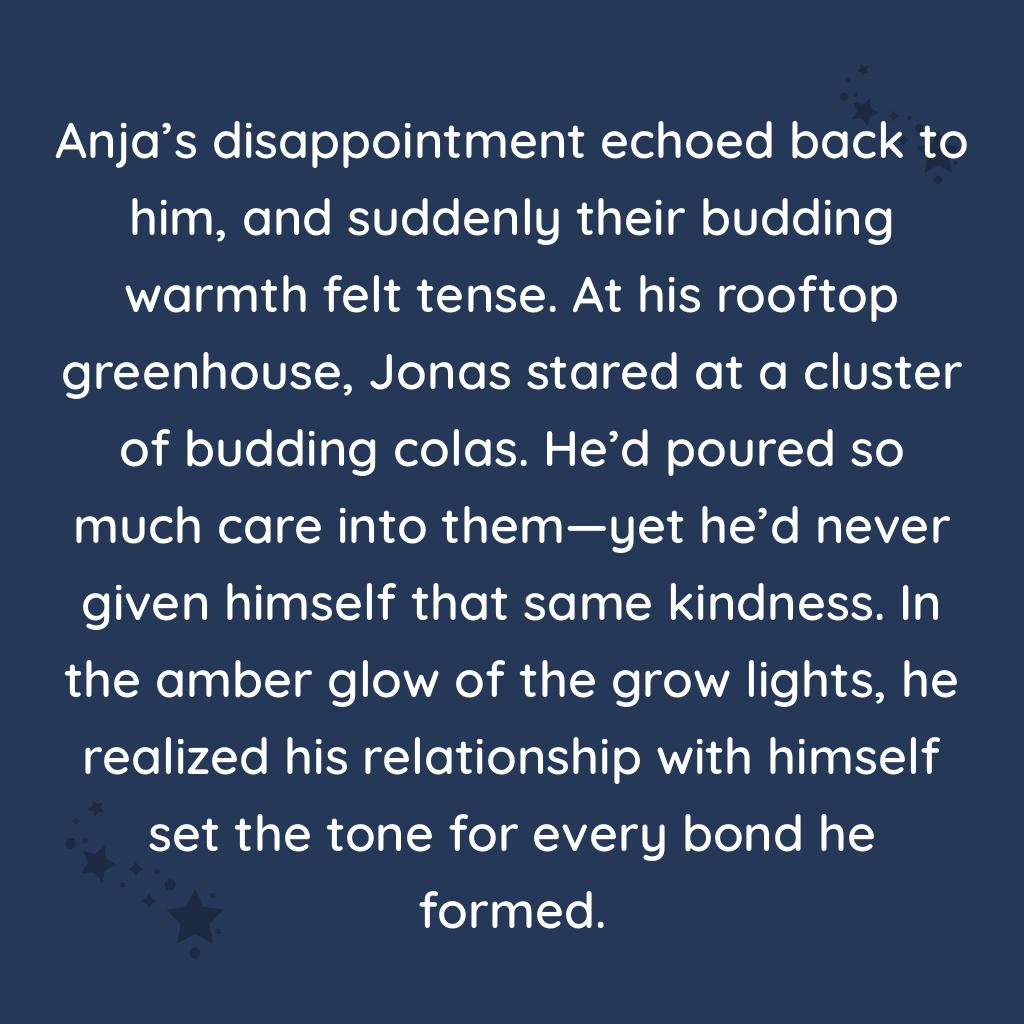 Anja’s disappointment echoed back to
him, and suddenly their budding
warmth felt tense. At his rooftop
greenhouse, Jonas stared at a cluster
of budding colas. He’d poured so
much care into them—yet he’d never
given himself that same kindness. In
the amber glow of the grow lights, he
realized his relationship with himself
set the tone for every bond he
formed.